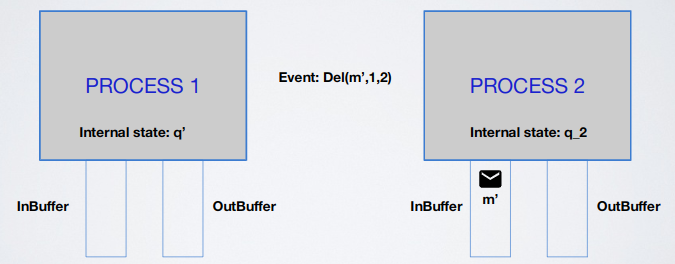 PROCESS 1
Internal state: q’
InBuffer
OutBuffer
Event: Del(m’,1,2)
PROCESS 2
Internal state: q_2
InBuffer
m’
OutBuffer